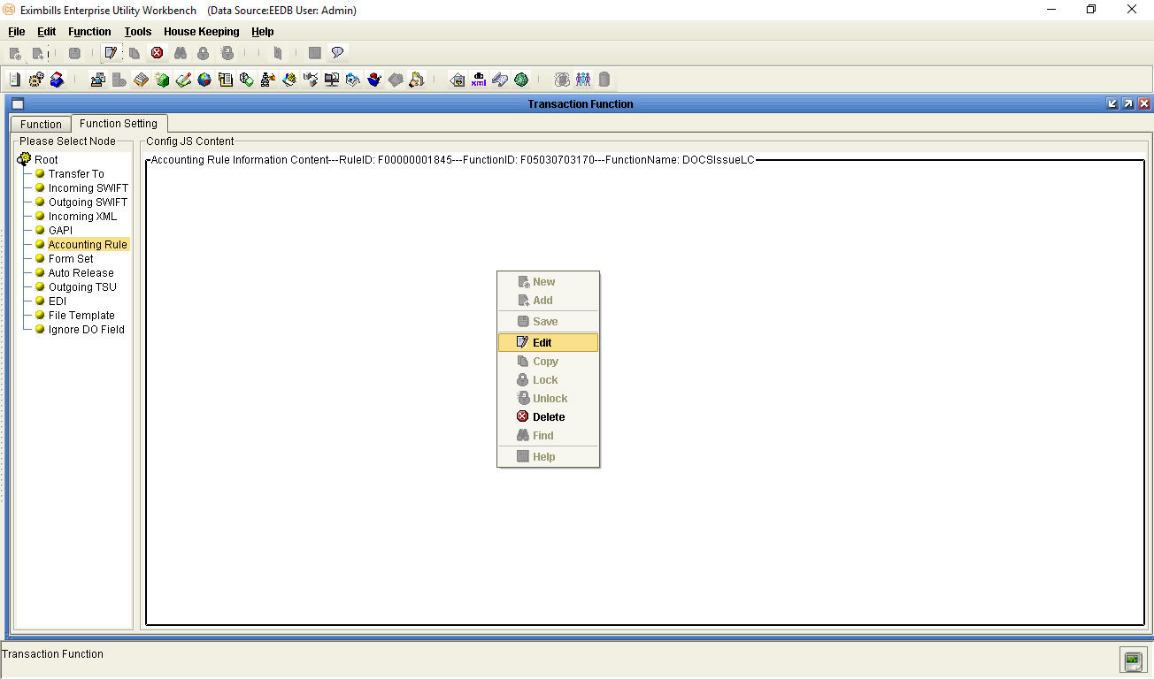 Eximbills Enterprise Utility Workbench (Data Source:EEDB User: Admin)
File Edit Function Tools House Keeping Help
xml
Transaction Function
Function Function Setting
Please Select Node
Config JS Content
Root
Accounting Rule Information Content---RuleID: F00000001845---FunctionID: F05030703170---FunctionName: DOCSIssueLC
Transfer To
Incoming SWIFT
Outgoing SWIFT
Incoming XML
GAPI
Accounting Rule
Form Set
Auto Release
Outgoing TSU
EDI
File Template
Ignore DO Field
New
Add
Save
Edit
Copy
Lock
Unlock
Delete
Find
Help
Transaction Function